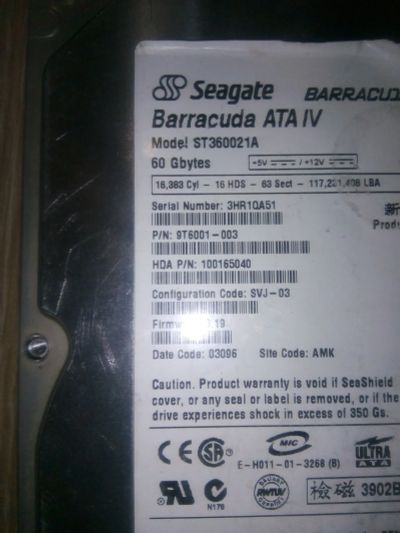 Seagate BARRACUD
Barracuda ATA IV
Model ST360021A
60 Gbytes +5V / +12V
16,383 Cyl - 16 HDS - 63 Sect - 117,231,408 LBA
Serial Number: 3HR1QA51
新
P/N: 9T6001-003 Produ
HDA P/N: 100165040
Configuration Code: SVJ-03
.19
Date Code: 03096 Site Code: AMK
Caution. Product warranty is void if SeaShield
cover, or any seal or label is removed, or if the
drive experiences shock in excess of 350 Gs.
CE SA MIC ULTRA
ATA
E-H011-01-3268 (B)
N176
檢磁 3902B